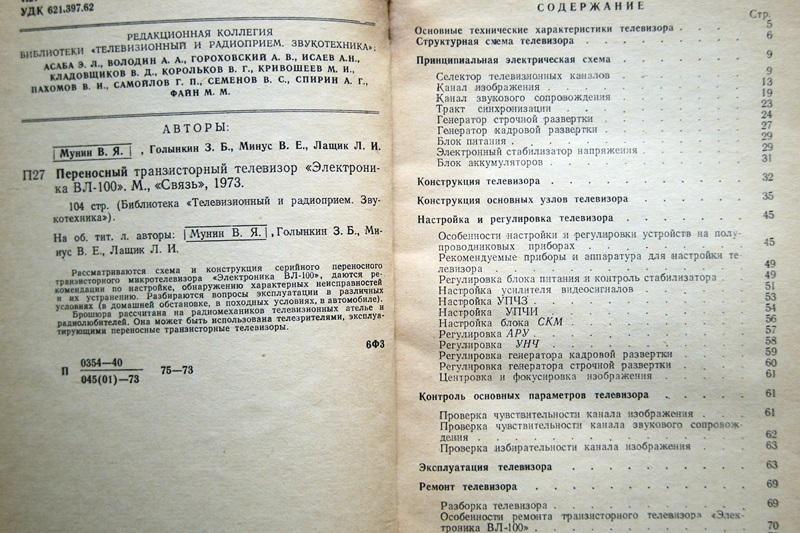 УДК 621.397.62
РЕДАКЦИОННАЯ КОЛЛЕГИЯ
БИБЛИОТЕКИ «ТЕЛЕВИЗИОННЫЙ И РАДИОПРИЕМ. ЗВУКОТЕХНИКА»:
АСАБА Э. Л., ВОЛОДИН А. А., ГОРОХОВСКИЙ А. В., ИСАЕВ А.Н.,
КЛАДОВЩИКОВ В. Д., КОРОЛЬКОВ В. Г., КРИВОШЕЕВ М. И.,
ПАХОМОВ В. И., САМОЙЛОВ Г. П., СЕМЕНОВ В. С., СПИРИН А. Г.,
ФАЙН М. М.
АВТОРЫ:
Мунин В. Я. , Голынкин З. Б., Минус В. Е., Лащик Л. И.
П27 Переносный транзисторный телевизор «Электрони-
ка ВЛ-100». М., «Связь», 1973.
104 стр. (Библиотека «Телевизионный и радиоприем. Зву-
котехника»).
На об. тит. л. авторы: Мунин В. Я. , Голынкин З. Б., Ми-
нус В. Е., Лащик Л. И.
Рассматриваются схема и конструкция серийного переносного
транзисторного микротелевизора «Электроника ВЛ-100», даются ре-
комендации по настройке, обнаружению характерных неисправностей
и их устранению. Разбираются вопросы эксплуатации в различных
условиях (в домашней обстановке, в походных условиях, в автомобиле).
Брошюра рассчитана на радиомехаников телевизионных ателье и
радиолюбителей. Она может быть использована телезрителями, эксплуа-
тирующими переносные транзисторные телевизоры.
6Ф3
П 0354—40
045(01)—73 75—73
СОДЕРЖАНИЕ
Стр.
Основные технические характеристики телевизора . 5
Структурная схема телевизора . . . . . . 6
Принципиальная электрическая схема . . . . . 9
Селектор телевизионных каналов . . . . . 9
Канал изображения . . . . . . . 13
Канал звукового сопровождения . . . . . 19
Тракт синхронизации . . . . . . . 23
Генератор строчной развертки . . . . . 24
Генератор кадровой развертки . . . . . 27
Блок питания . . . . . . . 29
Электронный стабилизатор напряжения . . . . 29
Блок аккумуляторов . . . . . . . 31
Конструкция телевизора . . . . . . . 32
Конструкция основных узлов телевизора . . . . 35
Настройка и регулировка телевизора . . . . . 45
Особенности настройки и регулировки устройств на полу-
проводниковых приборах . . . . . . 45
Рекомендуемые приборы и аппаратура для настройки те-
левизора . . . . . . . . 49
Регулировка блока питания и контроль стабилизатора . 49
Настройка усилителя видеосигналов . . . . 51
Настройка УПЧЗ . . . . . . . 53
Настройка УПЧИ . . . . . . . 54
Настройка блока СКМ . . . . . . . 56
Регулировка АРУ . . . . . . . 57
Регулировка УНЧ . . . . . . . 58
Регулировка генератора кадровой развертки . . . 59
Регулировка генератора строчной развертки . . . 60
Центровка и фокусировка изображения . . . . 61
Контроль основных параметров телевизора . . . . 61
Проверка чувствительности канала изображения . . 61
Проверка чувствительности канала звукового сопровож-
дения . . . . . . . . 62
Проверка избирательности канала изображения . . 63
Эксплуатация телевизора . . . . . . . 63
Ремонт телевизора . . . . . . . 69
Разборка телевизора . . . . . . . 69
Особенности ремонта транзисторного телевизора «Элек-
троника ВЛ-100» . . . . . . . 70